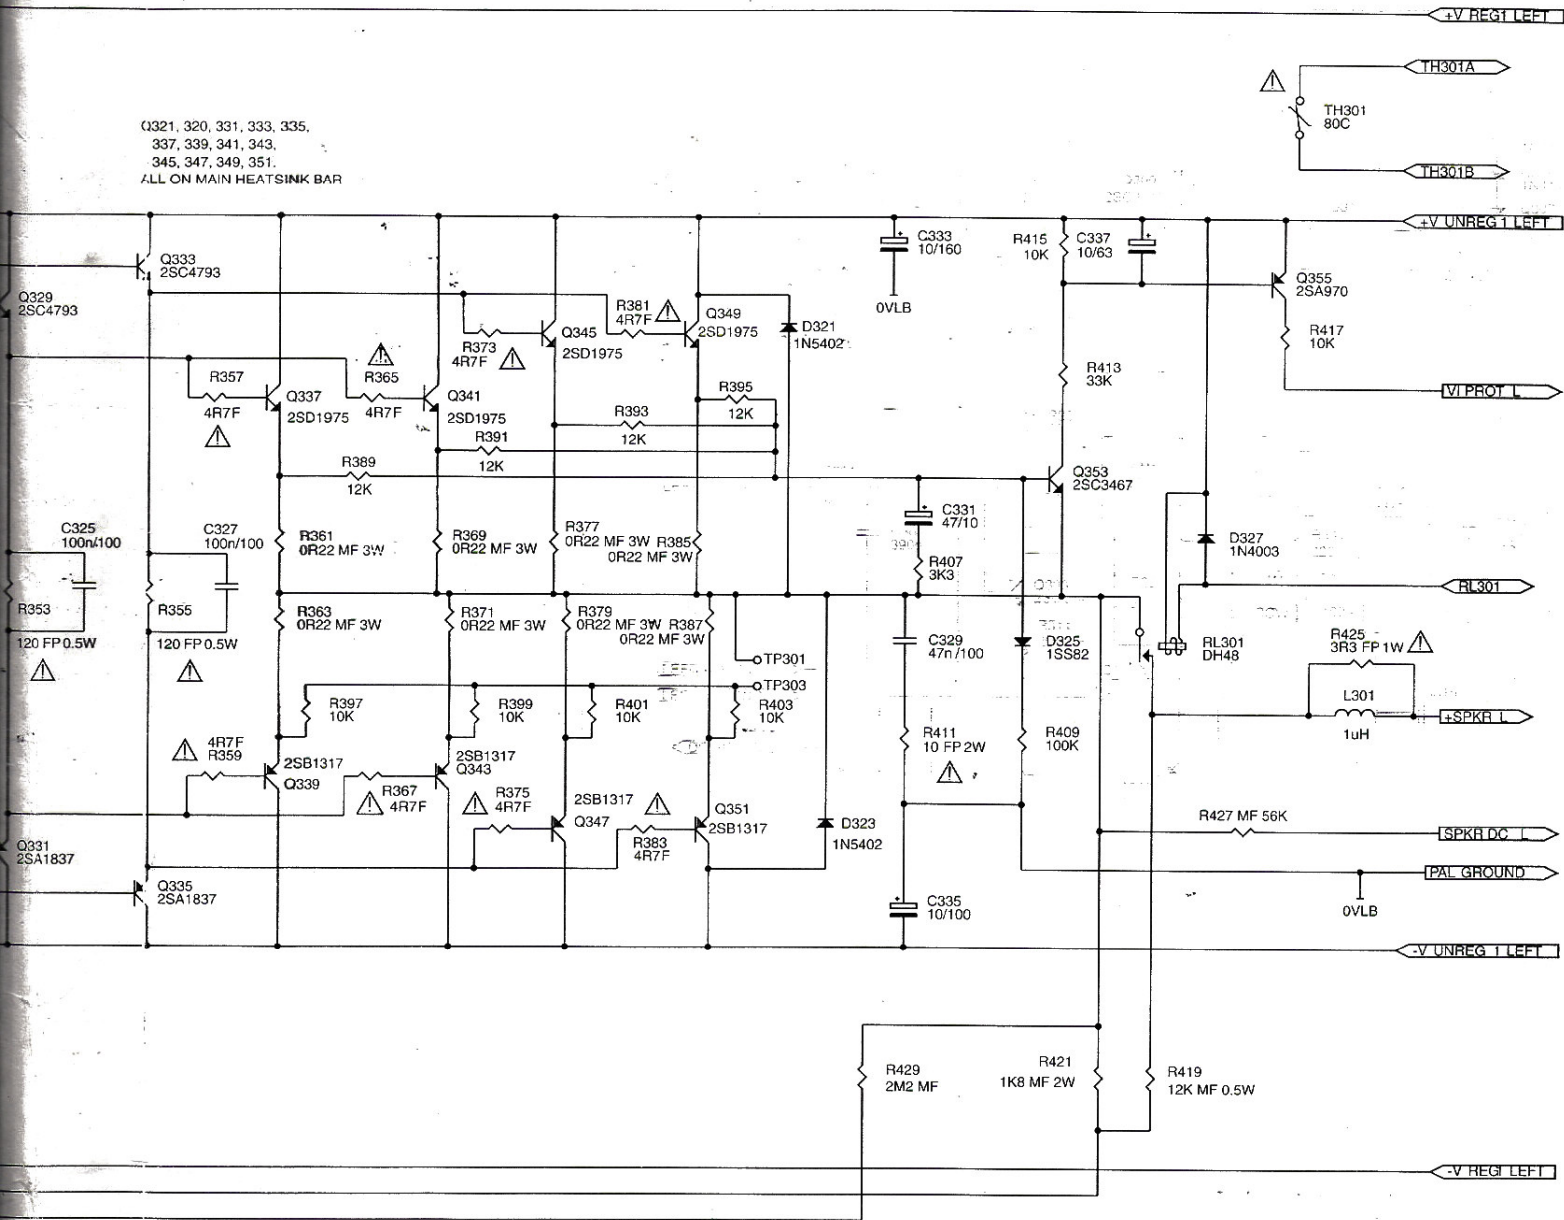 +V REG1 LEFT
TH301A
TH301
80C
TH301B
Q321, 320, 331, 333, 335,
337, 339, 341, 343,
345, 347, 349, 351.
ALL ON MAIN HEATSINK BAR
+V UNREG 1 LEFT
Q333
2SC4793
Q329
2SC4793
C333
10/160
0VLB
R415
10K
C337
10/63
Q355
2SA970
R417
10K
R381
4R7F
Q349
2SD1975
D321
1N5402
R373
4R7F
Q345
2SD1975
R357
4R7F
Q337
2SD1975
R365
4R7F
Q341
2SD1975
R395
12K
R393
12K
R391
12K
R389
12K
R413
33K
VI PROT L
Q353
2SC3467
C325
100n/100
C327
100n/100
R361
0R22 MF 3W
R369
0R22 MF 3W
R377
0R22 MF 3W
R385
0R22 MF 3W
C331
47/10
R407
3K3
D327
1N4003
RL301
R353
120 FP 0.5W
R355
120 FP 0.5W
R363
0R22 MF 3W
R371
0R22 MF 3W
R379
0R22 MF 3W
R387
0R22 MF 3W
TP301
TP303
C329
47n/100
D325
1SS82
RL301
DH48
R425
3R3 FP 1W
L301
1uH
+SPKR L
R397
10K
R399
10K
R401
10K
R403
10K
R411
10 FP 2W
R409
100K
4R7F
R359
2SB1317
Q339
R367
4R7F
2SB1317
Q343
R375
4R7F
2SB1317
Q347
R383
4R7F
Q351
2SB1317
D323
1N5402
R427 MF 56K
SPKR DC L
Q331
2SA1837
Q335
2SA1837
C335
10/100
PAL GROUND
0VLB
-V UNREG 1 LEFT
R429
2M2 MF
R421
1K8 MF 2W
R419
12K MF 0.5W
-V REG1 LEFT